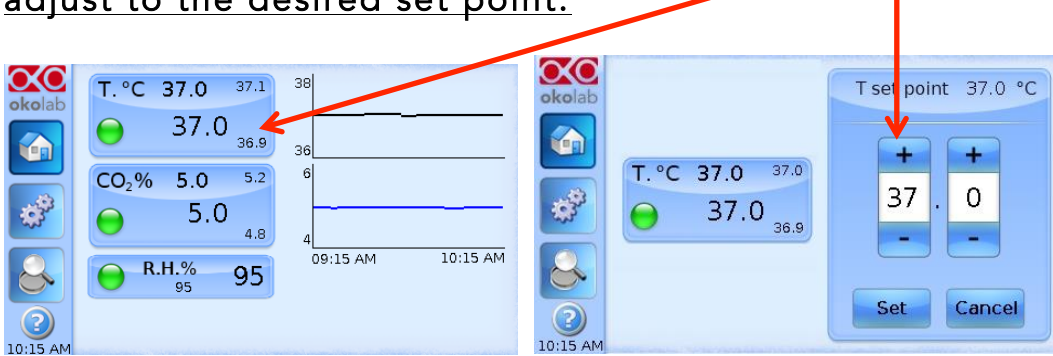 adjust to the desired set point.
OKO
okolab
T. °C 37.0 37.1
37.0
36.9
CO₂% 5.0 5.2
5.0
4.8
R.H.%
95
95
38
36
6
4
09:15 AM 10:15 AM
10:15 AM
OKO
okolab
T. °C 37.0 37.0
37.0
36.9
T set point 37.0 °C
+ +
37 . 0
- -
Set Cancel
?
10:15 AM